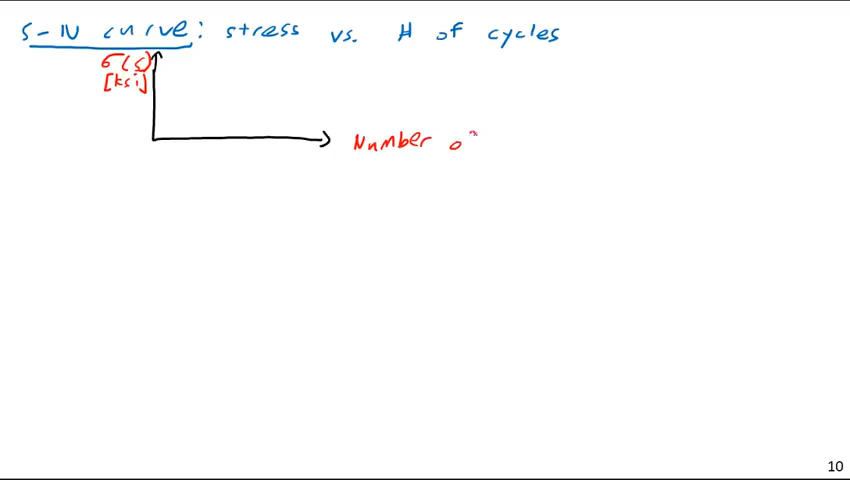 S-N curve: stress vs. # of cycles
σ(s)
[ksi]
Number o
10